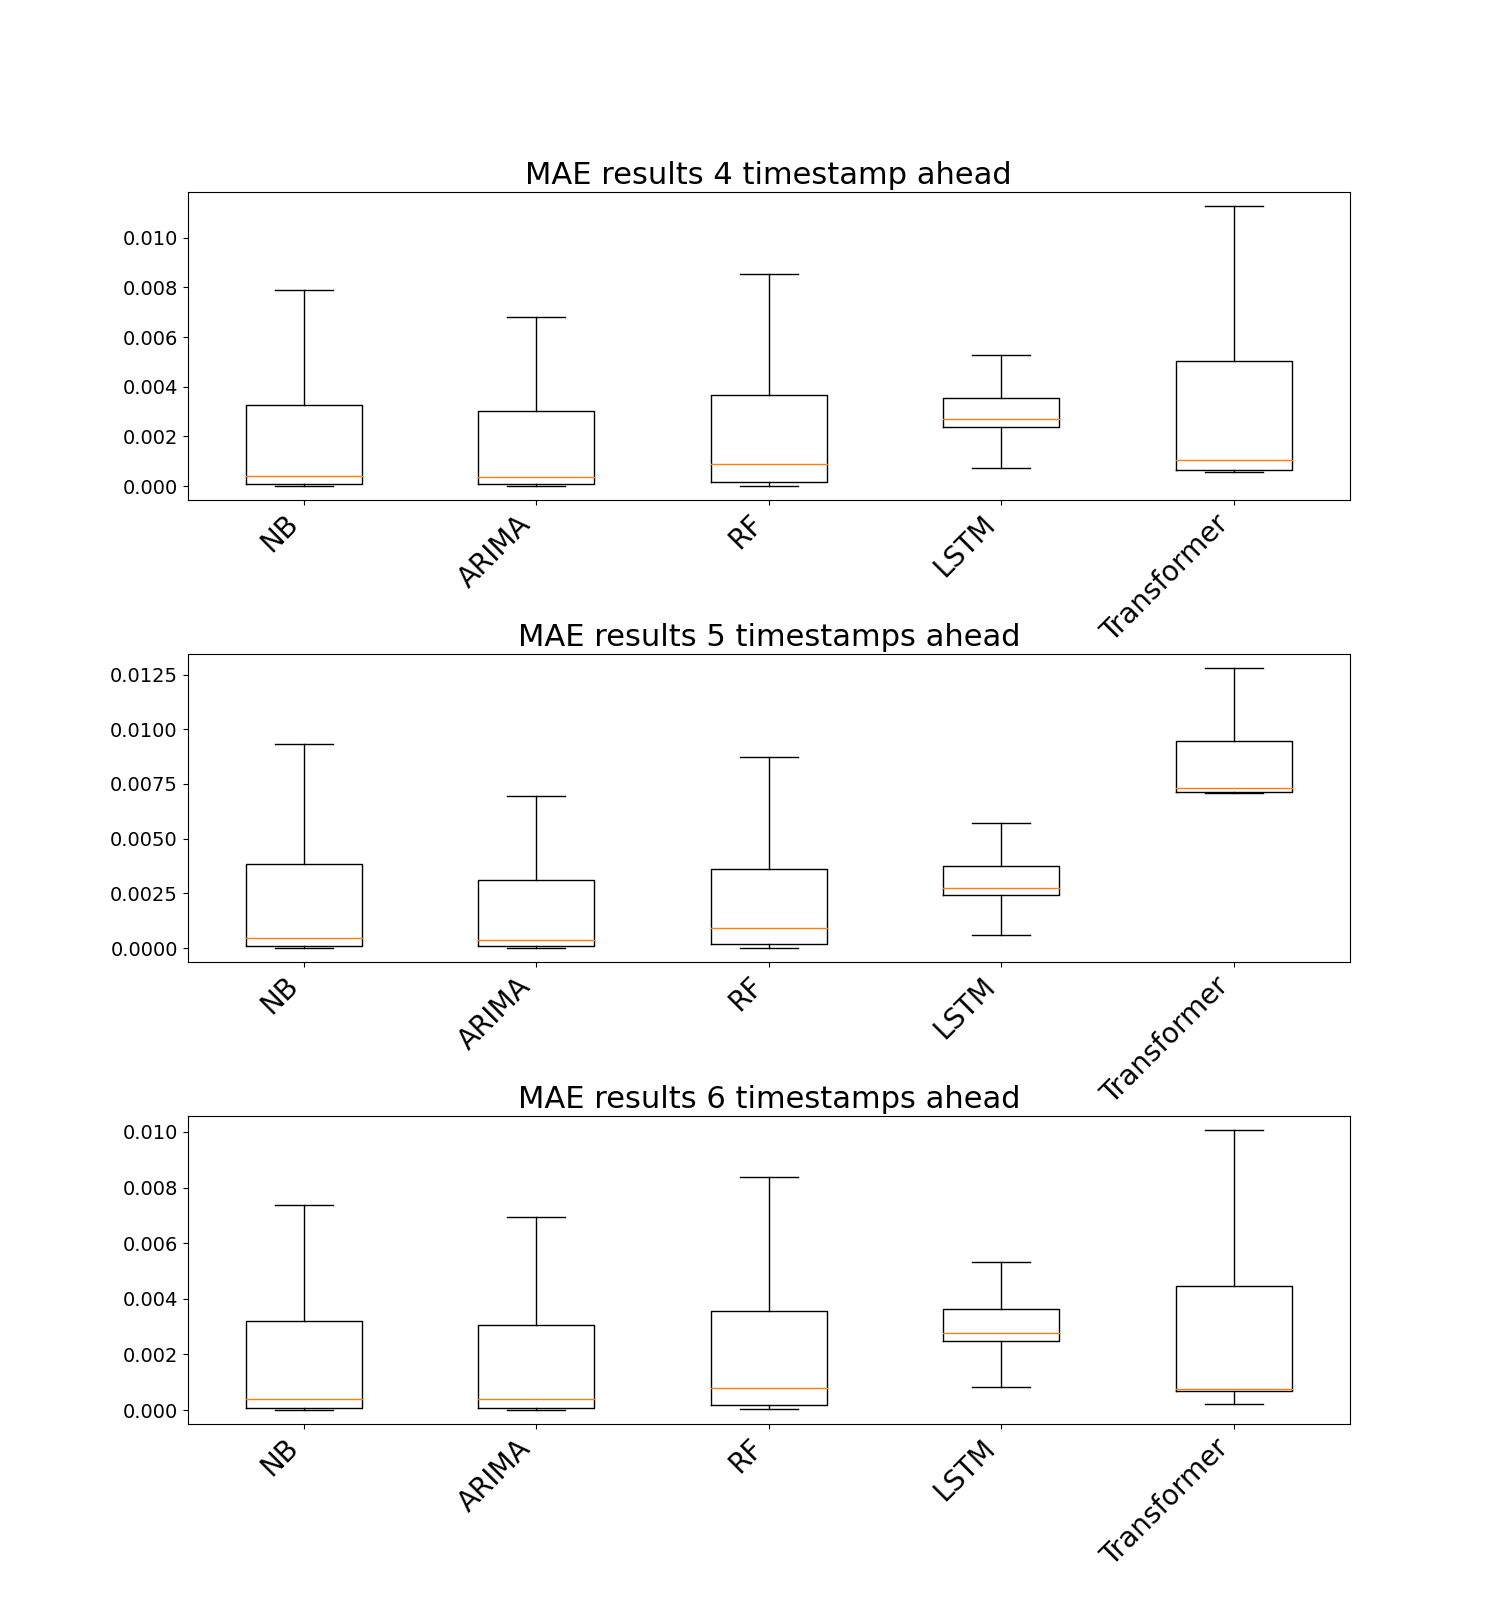 MAE results 4 timestamp ahead
0.010
0.008
0.006
0.004
0.002
0.000
NB
ARIMA
RF
LSTM
Transformer
MAE results 5 timestamps ahead
0.0125
0.0100
0.0075
0.0050
0.0025
0.0000
NB
ARIMA
RF
LSTM
Transformer
MAE results 6 timestamps ahead
0.010
0.008
0.006
0.004
0.002
0.000
NB
ARIMA
RF
LSTM
Transformer